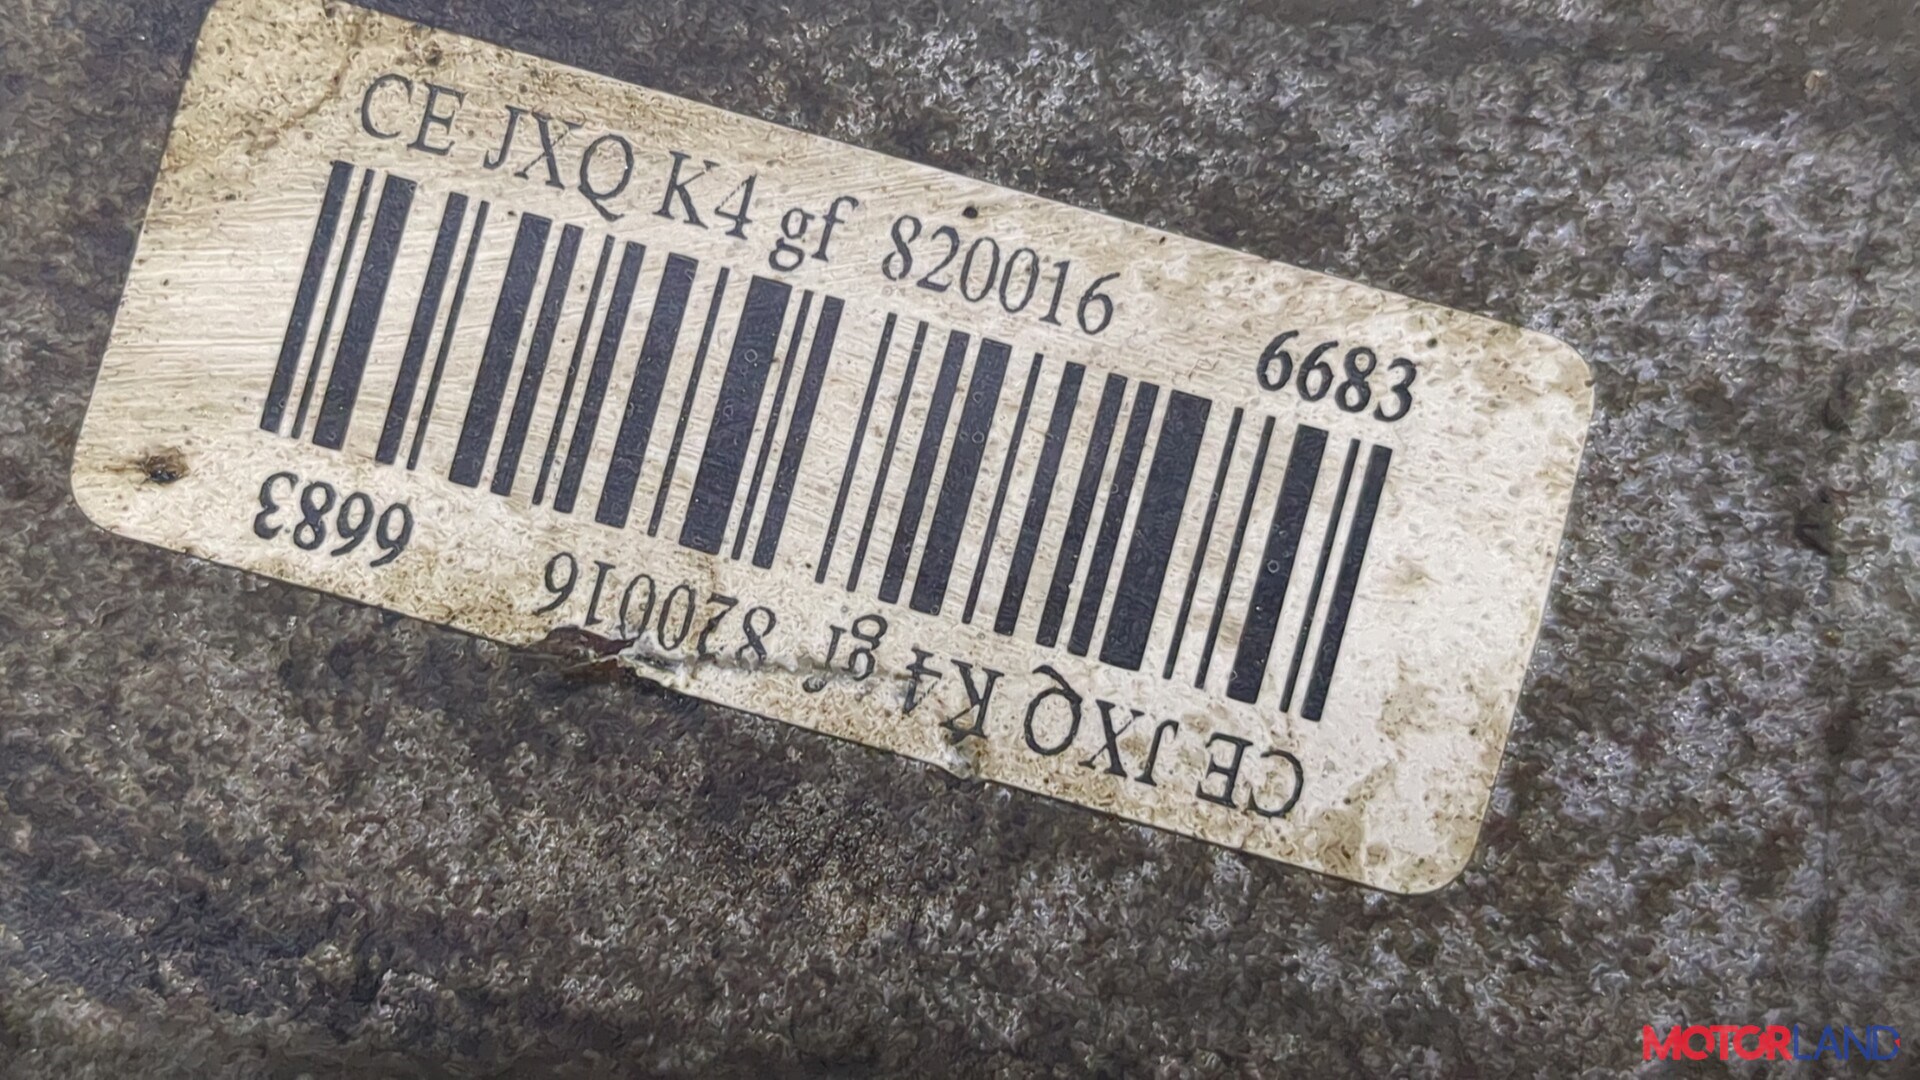 CE JXQ K4 gf 820016
6683
6683
CE JXQ K4 gf 820016
MOTORLAND